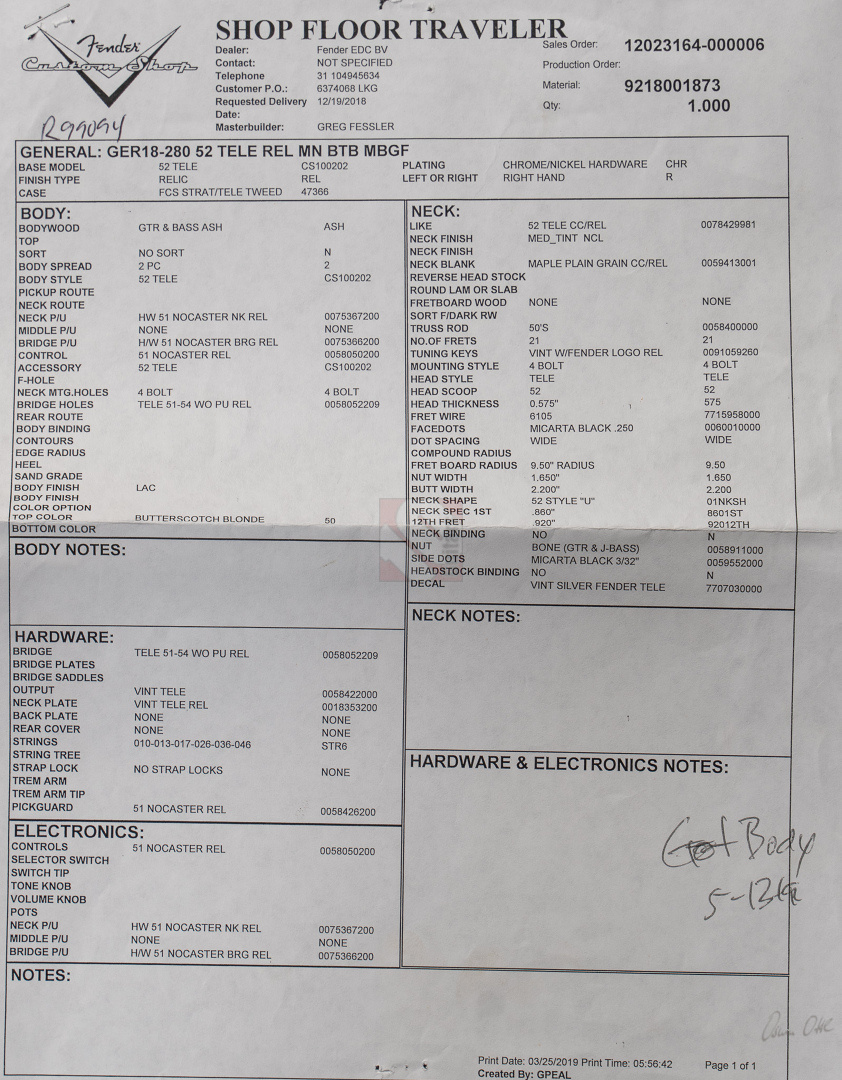 Fender
Custom Shop
R99094
SHOP FLOOR TRAVELER
Dealer: Fender EDC BV
Contact: NOT SPECIFIED
Telephone 31 104945634
Customer P.O.: 6374068 LKG
Requested Delivery 12/19/2018
Date:
Masterbuilder: GREG FESSLER
Sales Order: 12023164-000006
Production Order:
Material: 9218001873
Qty: 1.000
GENERAL: GER18-280 52 TELE REL MN BTB MBGF
BASE MODEL 52 TELE CS100202 PLATING CHROME/NICKEL HARDWARE CHR
FINISH TYPE RELIC REL LEFT OR RIGHT RIGHT HAND R
CASE FCS STRAT/TELE TWEED 47366
BODY:
BODYWOOD GTR & BASS ASH ASH
TOP
SORT NO SORT N
BODY SPREAD 2 PC 2
BODY STYLE 52 TELE CS100202
PICKUP ROUTE
NECK ROUTE
NECK P/U HW 51 NOCASTER NK REL 0075367200
MIDDLE P/U NONE NONE
BRIDGE P/U H/W 51 NOCASTER BRG REL 0075366200
CONTROL 51 NOCASTER REL 0058050200
ACCESSORY 52 TELE CS100202
F-HOLE
NECK MTG.HOLES 4 BOLT 4 BOLT
BRIDGE HOLES TELE 51-54 WO PU REL 0058052209
REAR ROUTE
BODY BINDING
CONTOURS
EDGE RADIUS
HEEL
SAND GRADE
BODY FINISH LAC
BODY FINISH
COLOR OPTION
TOP COLOR BUTTERSCOTCH BLONDE 50
BOTTOM COLOR
BODY NOTES:
HARDWARE:
BRIDGE TELE 51-54 WO PU REL 0058052209
BRIDGE PLATES
BRIDGE SADDLES
OUTPUT VINT TELE 0058422000
NECK PLATE VINT TELE REL 0018353200
BACK PLATE NONE NONE
REAR COVER NONE NONE
STRINGS 010-013-017-026-036-046 STR6
STRING TREE
STRAP LOCK NO STRAP LOCKS NONE
TREM ARM
TREM ARM TIP
PICKGUARD 51 NOCASTER REL 0058426200
ELECTRONICS:
CONTROLS 51 NOCASTER REL 0058050200
SELECTOR SWITCH
SWITCH TIP
TONE KNOB
VOLUME KNOB
POTS
NECK P/U HW 51 NOCASTER NK REL 0075367200
MIDDLE P/U NONE NONE
BRIDGE P/U H/W 51 NOCASTER BRG REL 0075366200
NECK:
LIKE 52 TELE CC/REL 0078429981
NECK FINISH MED_TINT NCL
NECK FINISH
NECK BLANK MAPLE PLAIN GRAIN CC/REL 0059413001
REVERSE HEAD STOCK
ROUND LAM OR SLAB
FRETBOARD WOOD NONE NONE
SORT F/DARK RW
TRUSS ROD 50'S 0058400000
NO.OF FRETS 21 21
TUNING KEYS VINT W/FENDER LOGO REL 0091059260
MOUNTING STYLE 4 BOLT 4 BOLT
HEAD STYLE TELE TELE
HEAD SCOOP 52 52
HEAD THICKNESS 0.575" 575
FRET WIRE 6105 7715958000
FACEDOTS MICARTA BLACK .250 0060010000
DOT SPACING WIDE WIDE
COMPOUND RADIUS
FRET BOARD RADIUS 9.50" RADIUS 9.50
NUT WIDTH 1.650" 1.650
BUTT WIDTH 2.200" 2.200
NECK SHAPE 52 STYLE "U" 01NKSH
NECK SPEC 1ST .860" 8601ST
12TH FRET .920" 92012TH
NECK BINDING NO N
NUT BONE (GTR & J-BASS) 0058911000
SIDE DOTS MICARTA BLACK 3/32" 0059552000
HEADSTOCK BINDING NO N
DECAL VINT SILVER FENDER TELE 7707030000
NECK NOTES:
HARDWARE & ELECTRONICS NOTES:
Got Body
NOTES:
Print Date: 03/25/2019 Print Time: 05:56:42 Page 1 of 1
Created By: GPEAL